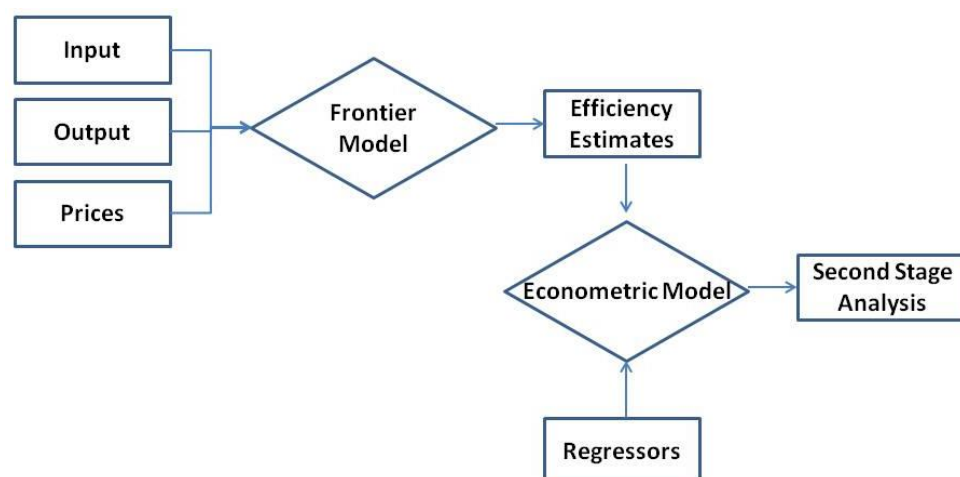 Input
Output
Prices
Frontier
Model
Efficiency
Estimates
Econometric Model
Second Stage
Analysis
Regressors